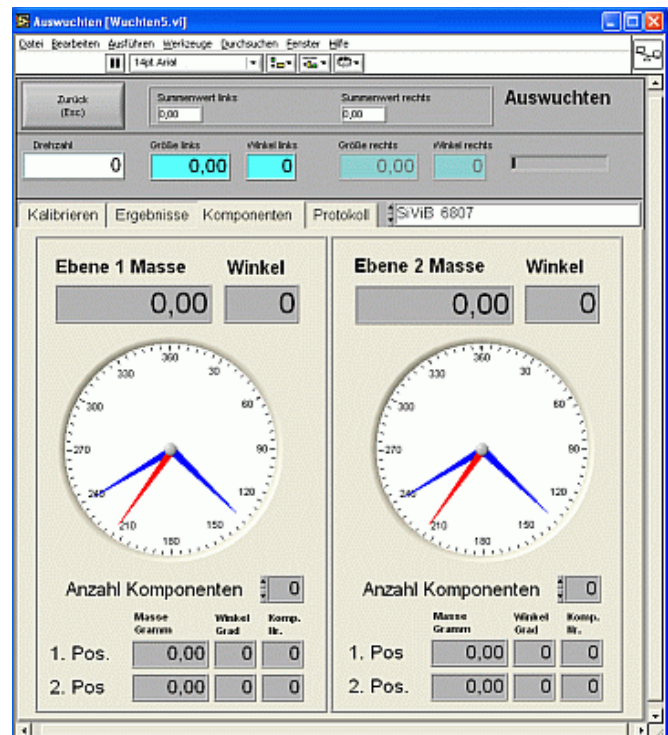 Auswuchten [Wuchten5.vi]
Datei Bearbeiten Ausführen Werkzeuge Durchsuchen Fenster Hilfe
14pt Arial
Zurück
(Esc)
Summenwert links
0,00
Summenwert rechts
0,00
Auswuchten
Drehzahl
0
Größe links
0,00
Winkel links
0
Größe rechts
0,00
Winkel rechts
0
Kalibrieren Ergebnisse Komponenten Protokoll SiViB 6807
Ebene 1 Masse Winkel
0,00 0
360
330 30
300 60
270 90
240 120
210 150
180
Anzahl Komponenten 0
Masse Gramm Winkel Grad Komp. Nr.
1. Pos. 0,00 0 0
2. Pos 0,00 0 0
Ebene 2 Masse Winkel
0,00 0
360
330 30
300 60
270 90
240 120
210 150
180
Anzahl Komponenten 0
Masse Gramm Winkel Grad Komp. Nr.
1. Pos 0,00 0 0
2. Pos. 0,00 0 0